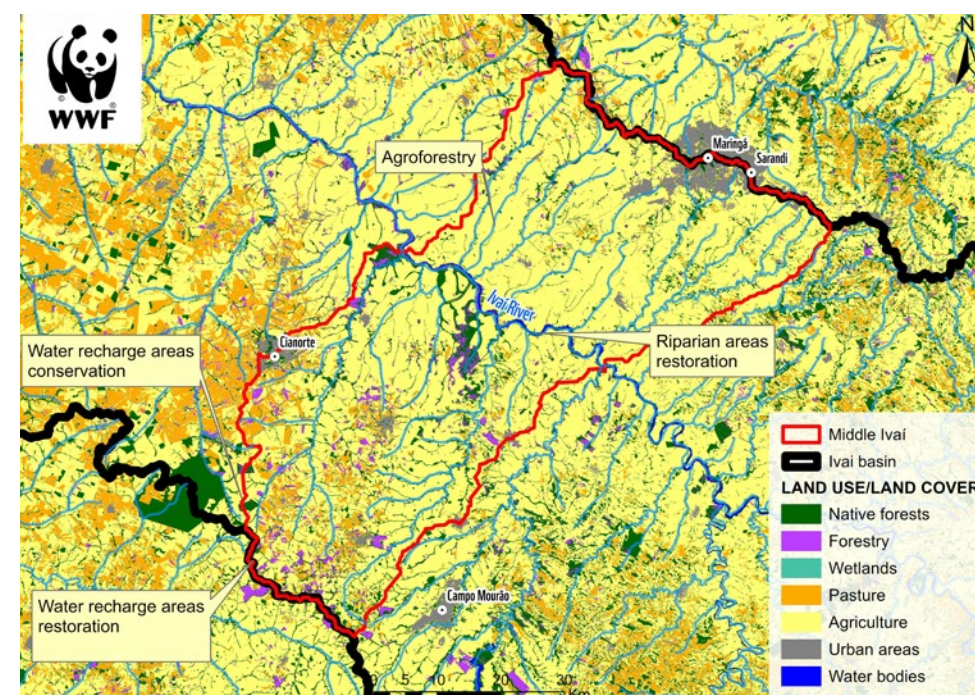 WWF
©
®
N
Maringá
Sarandi
Agroforestry
Ivaí River
Riparian areas
restoration
Cianorte
Water recharge areas
conservation
Water recharge areas
restoration
Campo Mourão
0 5 10 20 30
Km
Middle Ivaí
Ivai basin
LAND USE/LAND COVER
Native forests
Forestry
Wetlands
Pasture
Agriculture
Urban areas
Water bodies